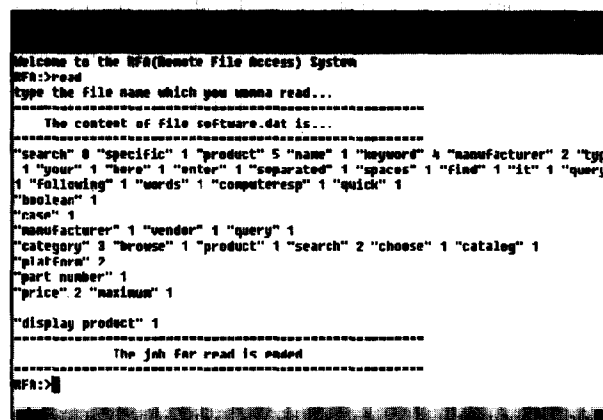 Welcome to the RFA(Remote File Access) System
RFA:>read
type the file name which you wanna read...
The content of file software.dat is...
"search" 8 "specific" 1 "product" 5 "name" 1 "keyword" 4 "manufacturer" 2 "typ
1 "your" 1 "here" 1 "enter" 1 "separated" 1 "spaces" 1 "find" 1 "it" 1 "query
1 "following" 1 "words" 1 "computeresp" 1 "quick" 1
"boolean" 1
"case" 1
"manufacturer" 1 "vendor" 1 "query" 1
"category" 3 "browse" 1 "product" 1 "search" 2 "choose" 1 "catalog" 1
"platform" 2
"part number" 1
"price" 2 "maximum" 1
"display product" 1
The job for read is ended
RFA:>